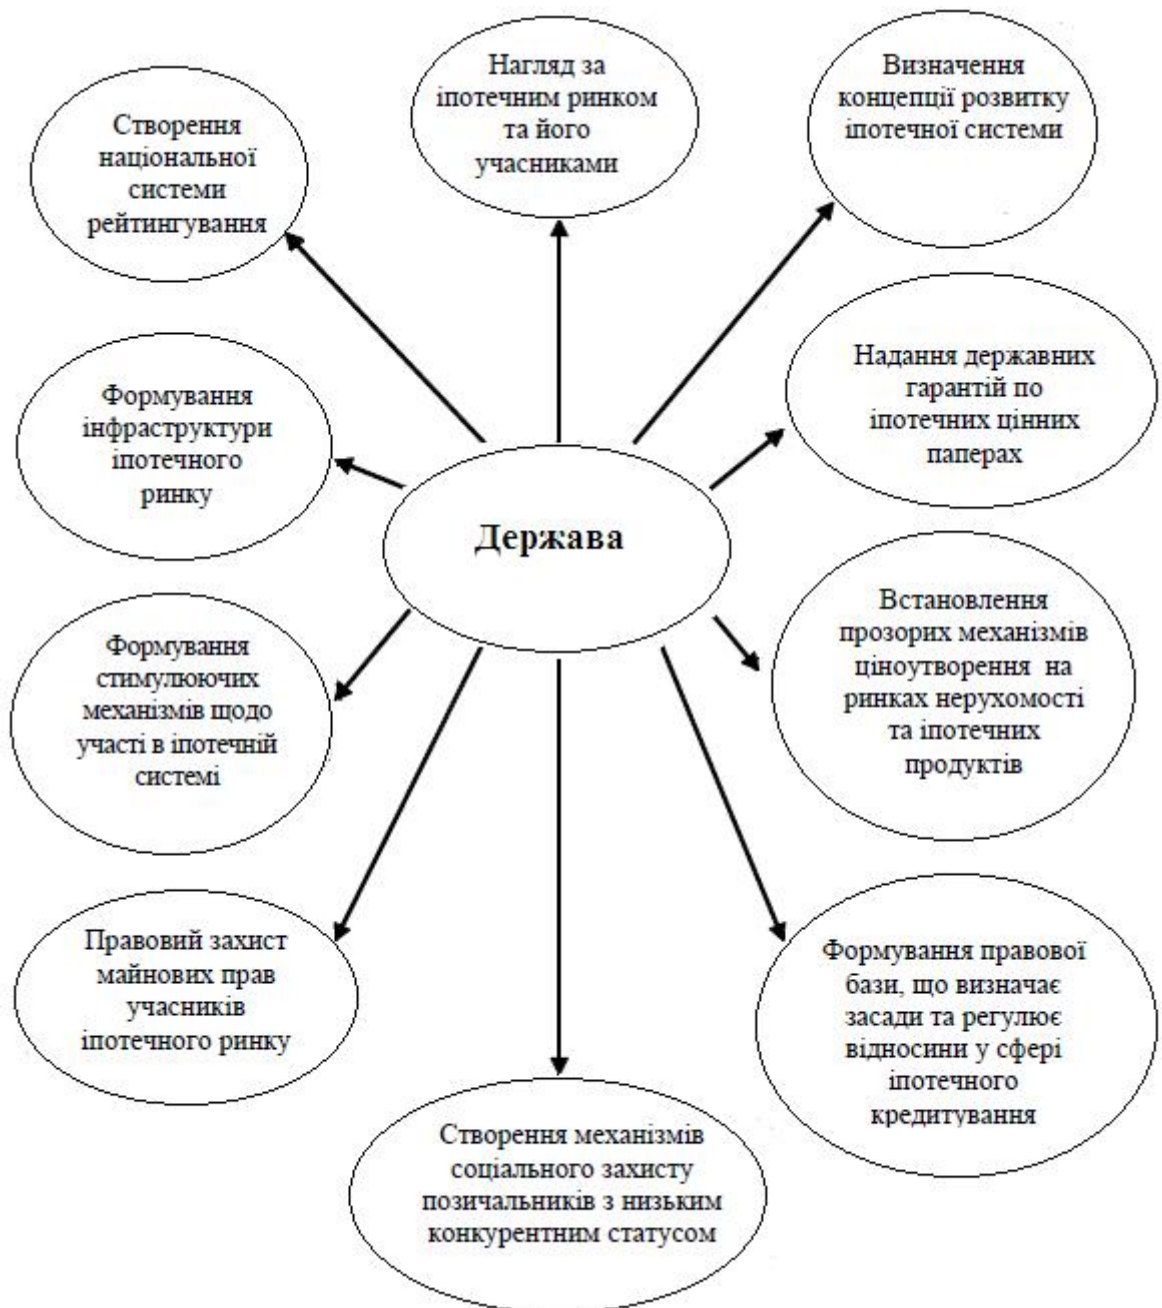 Створення
національної
системи
рейтингування
Нагляд за
іпотечним ринком
та його
учасниками
Визначення
концепції розвитку
іпотечної системи
Формування
інфраструктури
іпотечного
ринку
Надання державних
гарантій по
іпотечних цінних
паперах
Держава
Формування
стимулюючих
механізмів щодо
участі в іпотечній
системі
Встановлення
прозорих механізмів
ціноутворення на
ринках нерухомості
та іпотечних
продуктів
Правовий захист
майнових прав
учасників
іпотечного ринку
Формування правової
бази, що визначає
засади та регулює
відносини у сфері
іпотечного
кредитування
Створення механізмів
соціального захисту
позичальників з низьким
конкурентним статусом